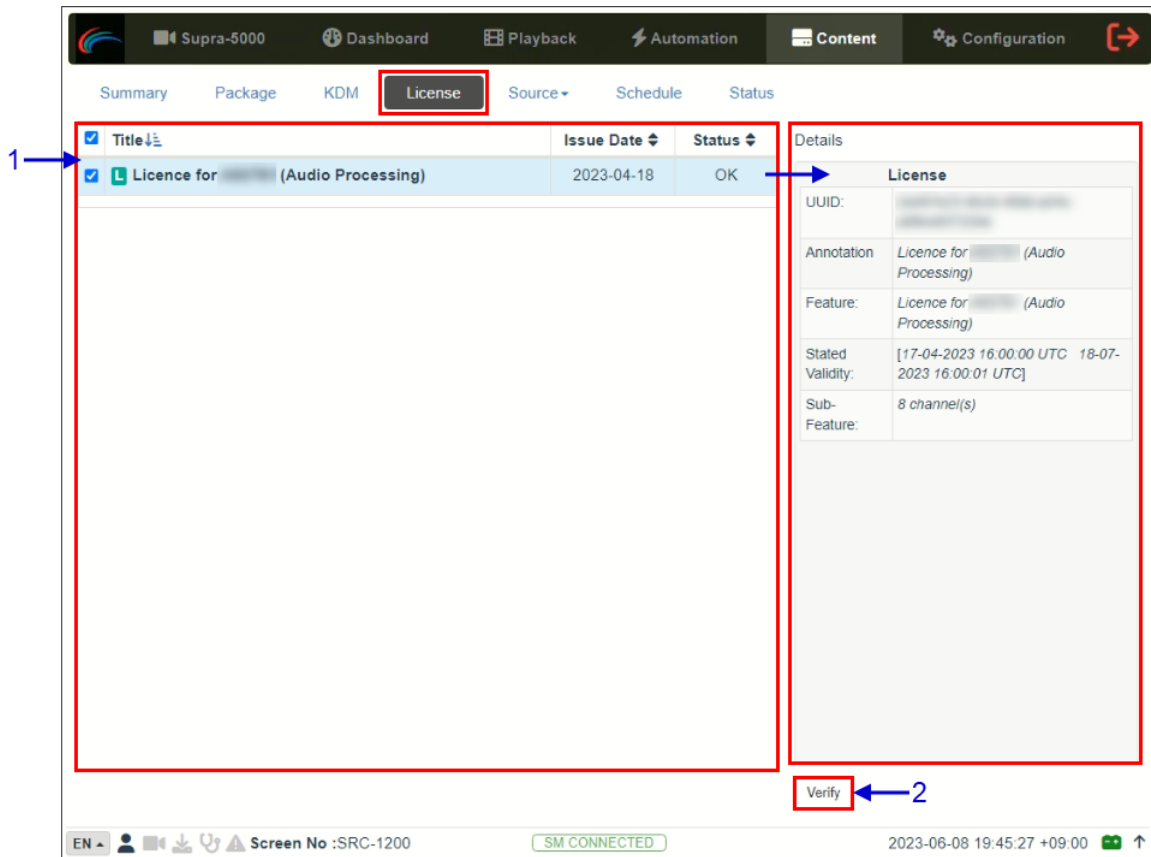 Supra-5000 Dashboard Playback Automation Content Configuration
Summary Package KDM License Source Schedule Status
Title Issue Date Status
1
L Licence for (Audio Processing) 2023-04-18 OK
Details
License
UUID:
Annotation Licence for (Audio
Processing)
Feature: Licence for (Audio
Processing)
Stated [17-04-2023 16:00:00 UTC 18-07-
Validity: 2023 16:00:01 UTC]
Sub- 8 channel(s)
Feature:
Verify 2
EN Screen No :SRC-1200 SM CONNECTED 2023-06-08 19:45:27 +09:00